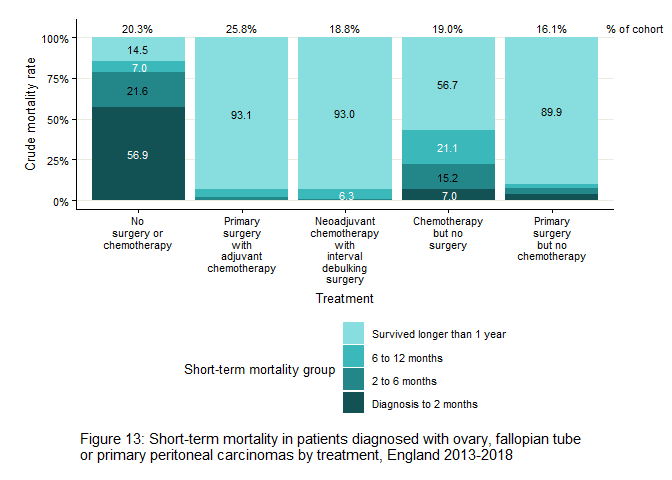 20.3% 25.8% 18.8% 19.0% 16.1% % of cohort
100%
75%
50%
25%
0%
Crude mortality rate
14.5
7.0
21.6
56.9
93.1
93.0
6.3
56.7
21.1
15.2
7.0
89.9
No
surgery or
chemotherapy
Primary
surgery
with
adjuvant
chemotherapy
Neoadjuvant
chemotherapy
with
interval
debulking
surgery
Chemotherapy
but no
surgery
Primary
surgery
but no
chemotherapy
Treatment
Short-term mortality group
Survived longer than 1 year
6 to 12 months
2 to 6 months
Diagnosis to 2 months
Figure 13: Short-term mortality in patients diagnosed with ovary, fallopian tube
or primary peritoneal carcinomas by treatment, England 2013-2018